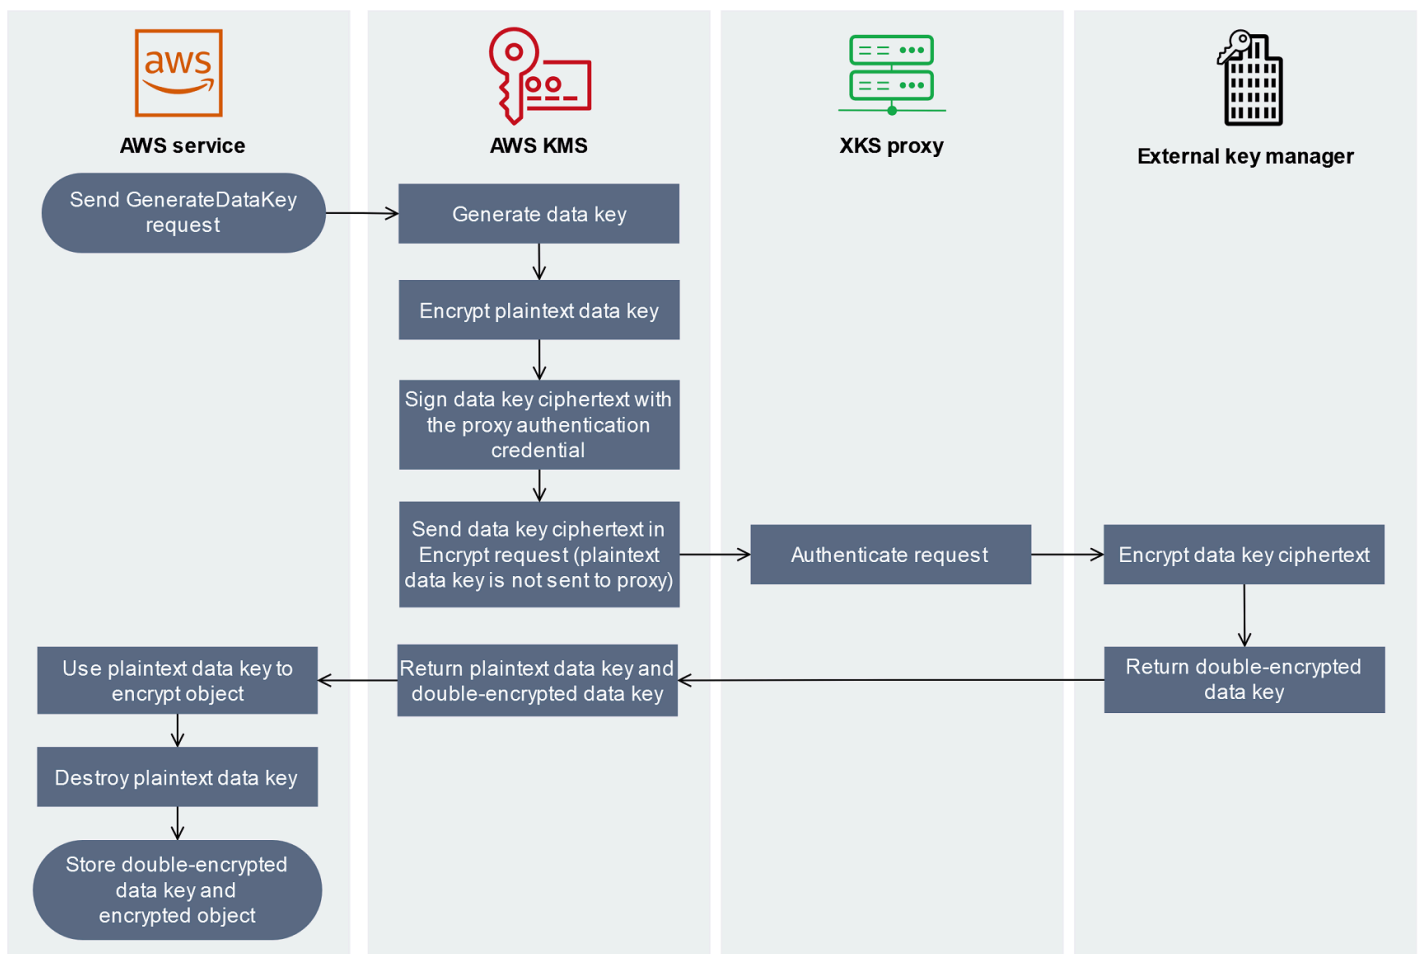 aws
AWS service
AWS KMS
XKS proxy
External key manager
Send GenerateDataKey
request
Generate data key
Encrypt plaintext data key
Sign data key ciphertext with
the proxy authentication
credential
Send data key ciphertext in
Encrypt request (plaintext
data key is not sent to proxy)
Authenticate request
Encrypt data key ciphertext
Return double-encrypted
data key
Return plaintext data key and
double-encrypted data key
Use plaintext data key to
encrypt object
Destroy plaintext data key
Store double-encrypted
data key and
encrypted object